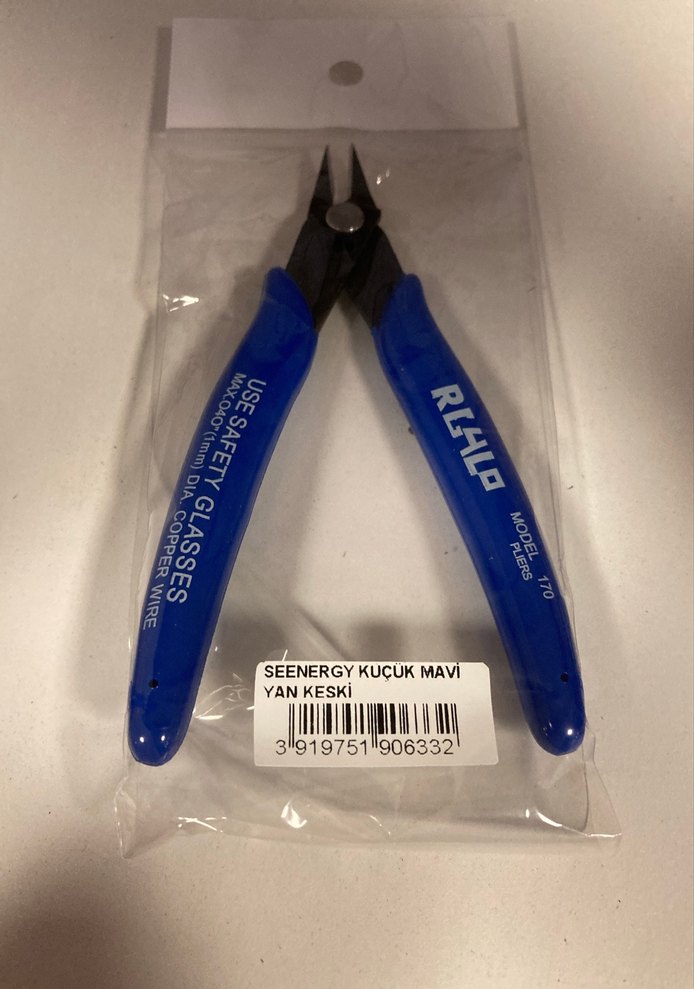 USE SAFETY GLASSES
MAX.040"(1mm) DIA. COPPER WIRE
MODEL 170
PLIERS
SEENERGY KUÇÜK MAVİ
YAN KESKİ
3 919751 906332